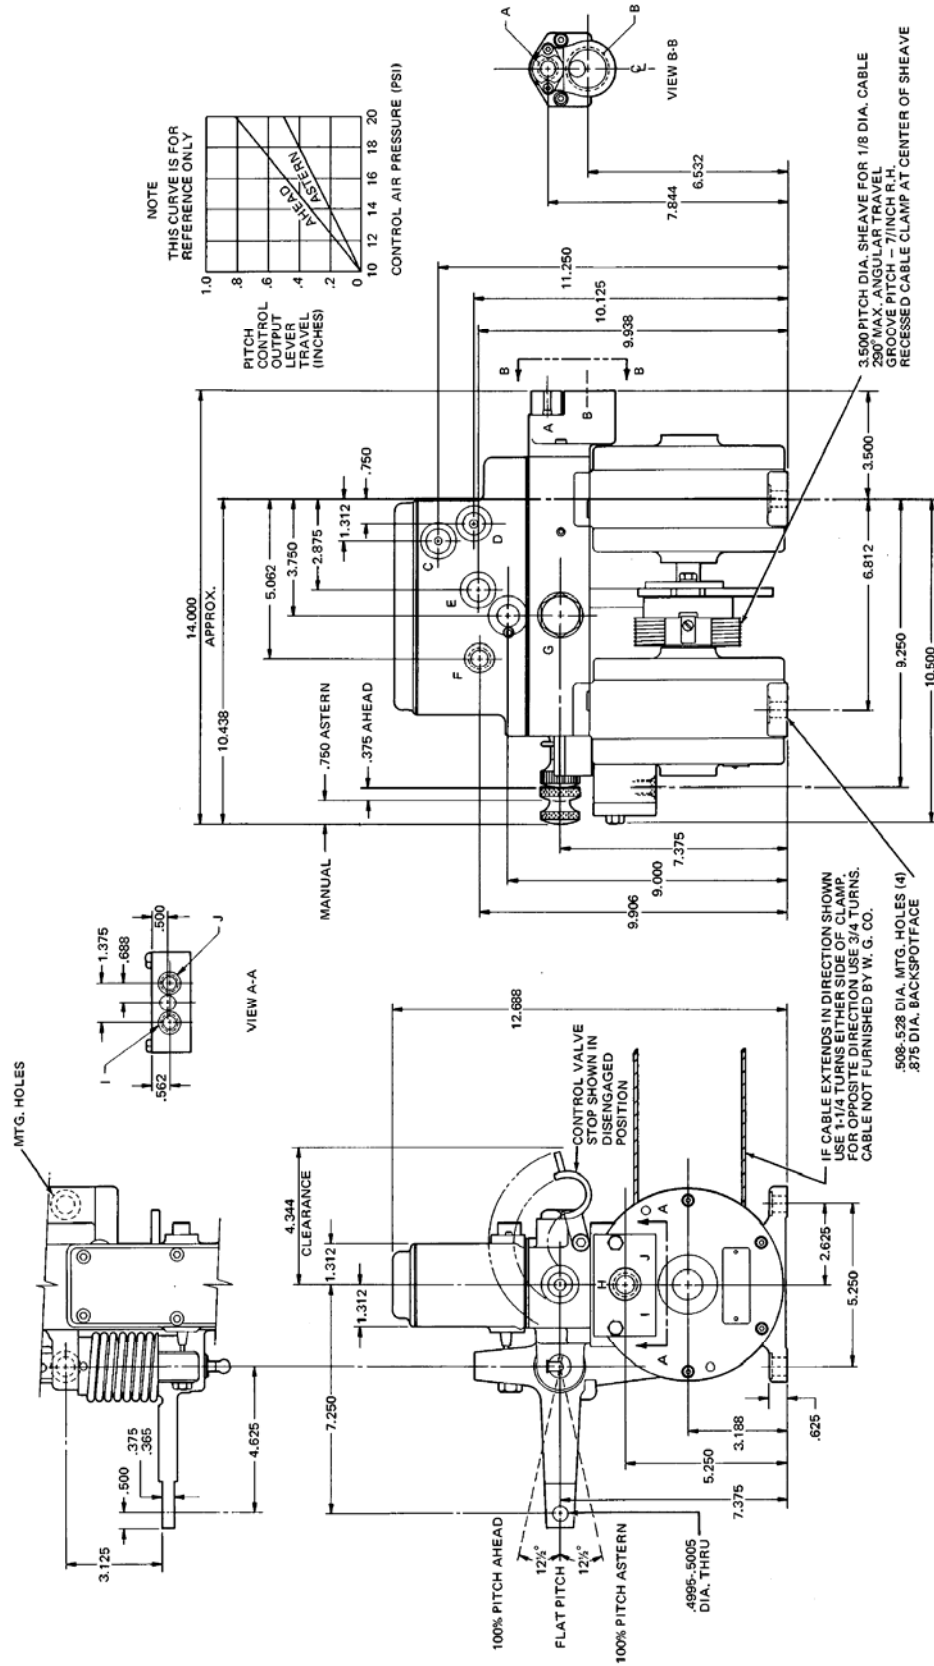 NOTE
THIS CURVE IS FOR
REFERENCE ONLY
PITCH
CONTROL
OUTPUT
LEVER
TRAVEL
(INCHES)
1.0
.8
.6
.4
.2
0
AHEAD
ASTERN
10
12
14
16
18
20
CONTROL AIR PRESSURE (PSI)
A
B
℄
VIEW B-B
7.844
6.532
MTG. HOLES
3.125
.500
.375
.365
4.625
I
1.375
.688
.500
J
.562
VIEW A-A
14.000
APPROX.
10.438
5.062
3.750
2.875
1.312
.750
MANUAL
.750 ASTERN
.375 AHEAD
C
D
E
F
G
A
B
B
B
11.250
10.125
9.938
9.906
9.000
7.375
3.500
6.812
9.250
10.500
3.500 PITCH DIA. SHEAVE FOR 1/8 DIA. CABLE
290° MAX. ANGULAR TRAVEL
GROOVE PITCH – 7/INCH R.H.
RECESSED CABLE CLAMP AT CENTER OF SHEAVE
.508-.528 DIA. MTG. HOLES (4)
.875 DIA. BACKSPOTFACE
4.344
CLEARANCE
1.312
1.312
7.250
12.688
CONTROL VALVE
STOP SHOWN IN
DISENGAGED
POSITION
H
I
J
A
A
100% PITCH AHEAD
12½°
FLAT PITCH
12½°
100% PITCH ASTERN
.4995-.5005
DIA. THRU
7.375
5.250
3.188
.625
2.625
5.250
IF CABLE EXTENDS IN DIRECTION SHOWN
USE 1-1/4 TURNS EITHER SIDE OF CLAMP.
FOR OPPOSITE DIRECTION USE 3/4 TURNS.
CABLE NOT FURNISHED BY W. G. CO.